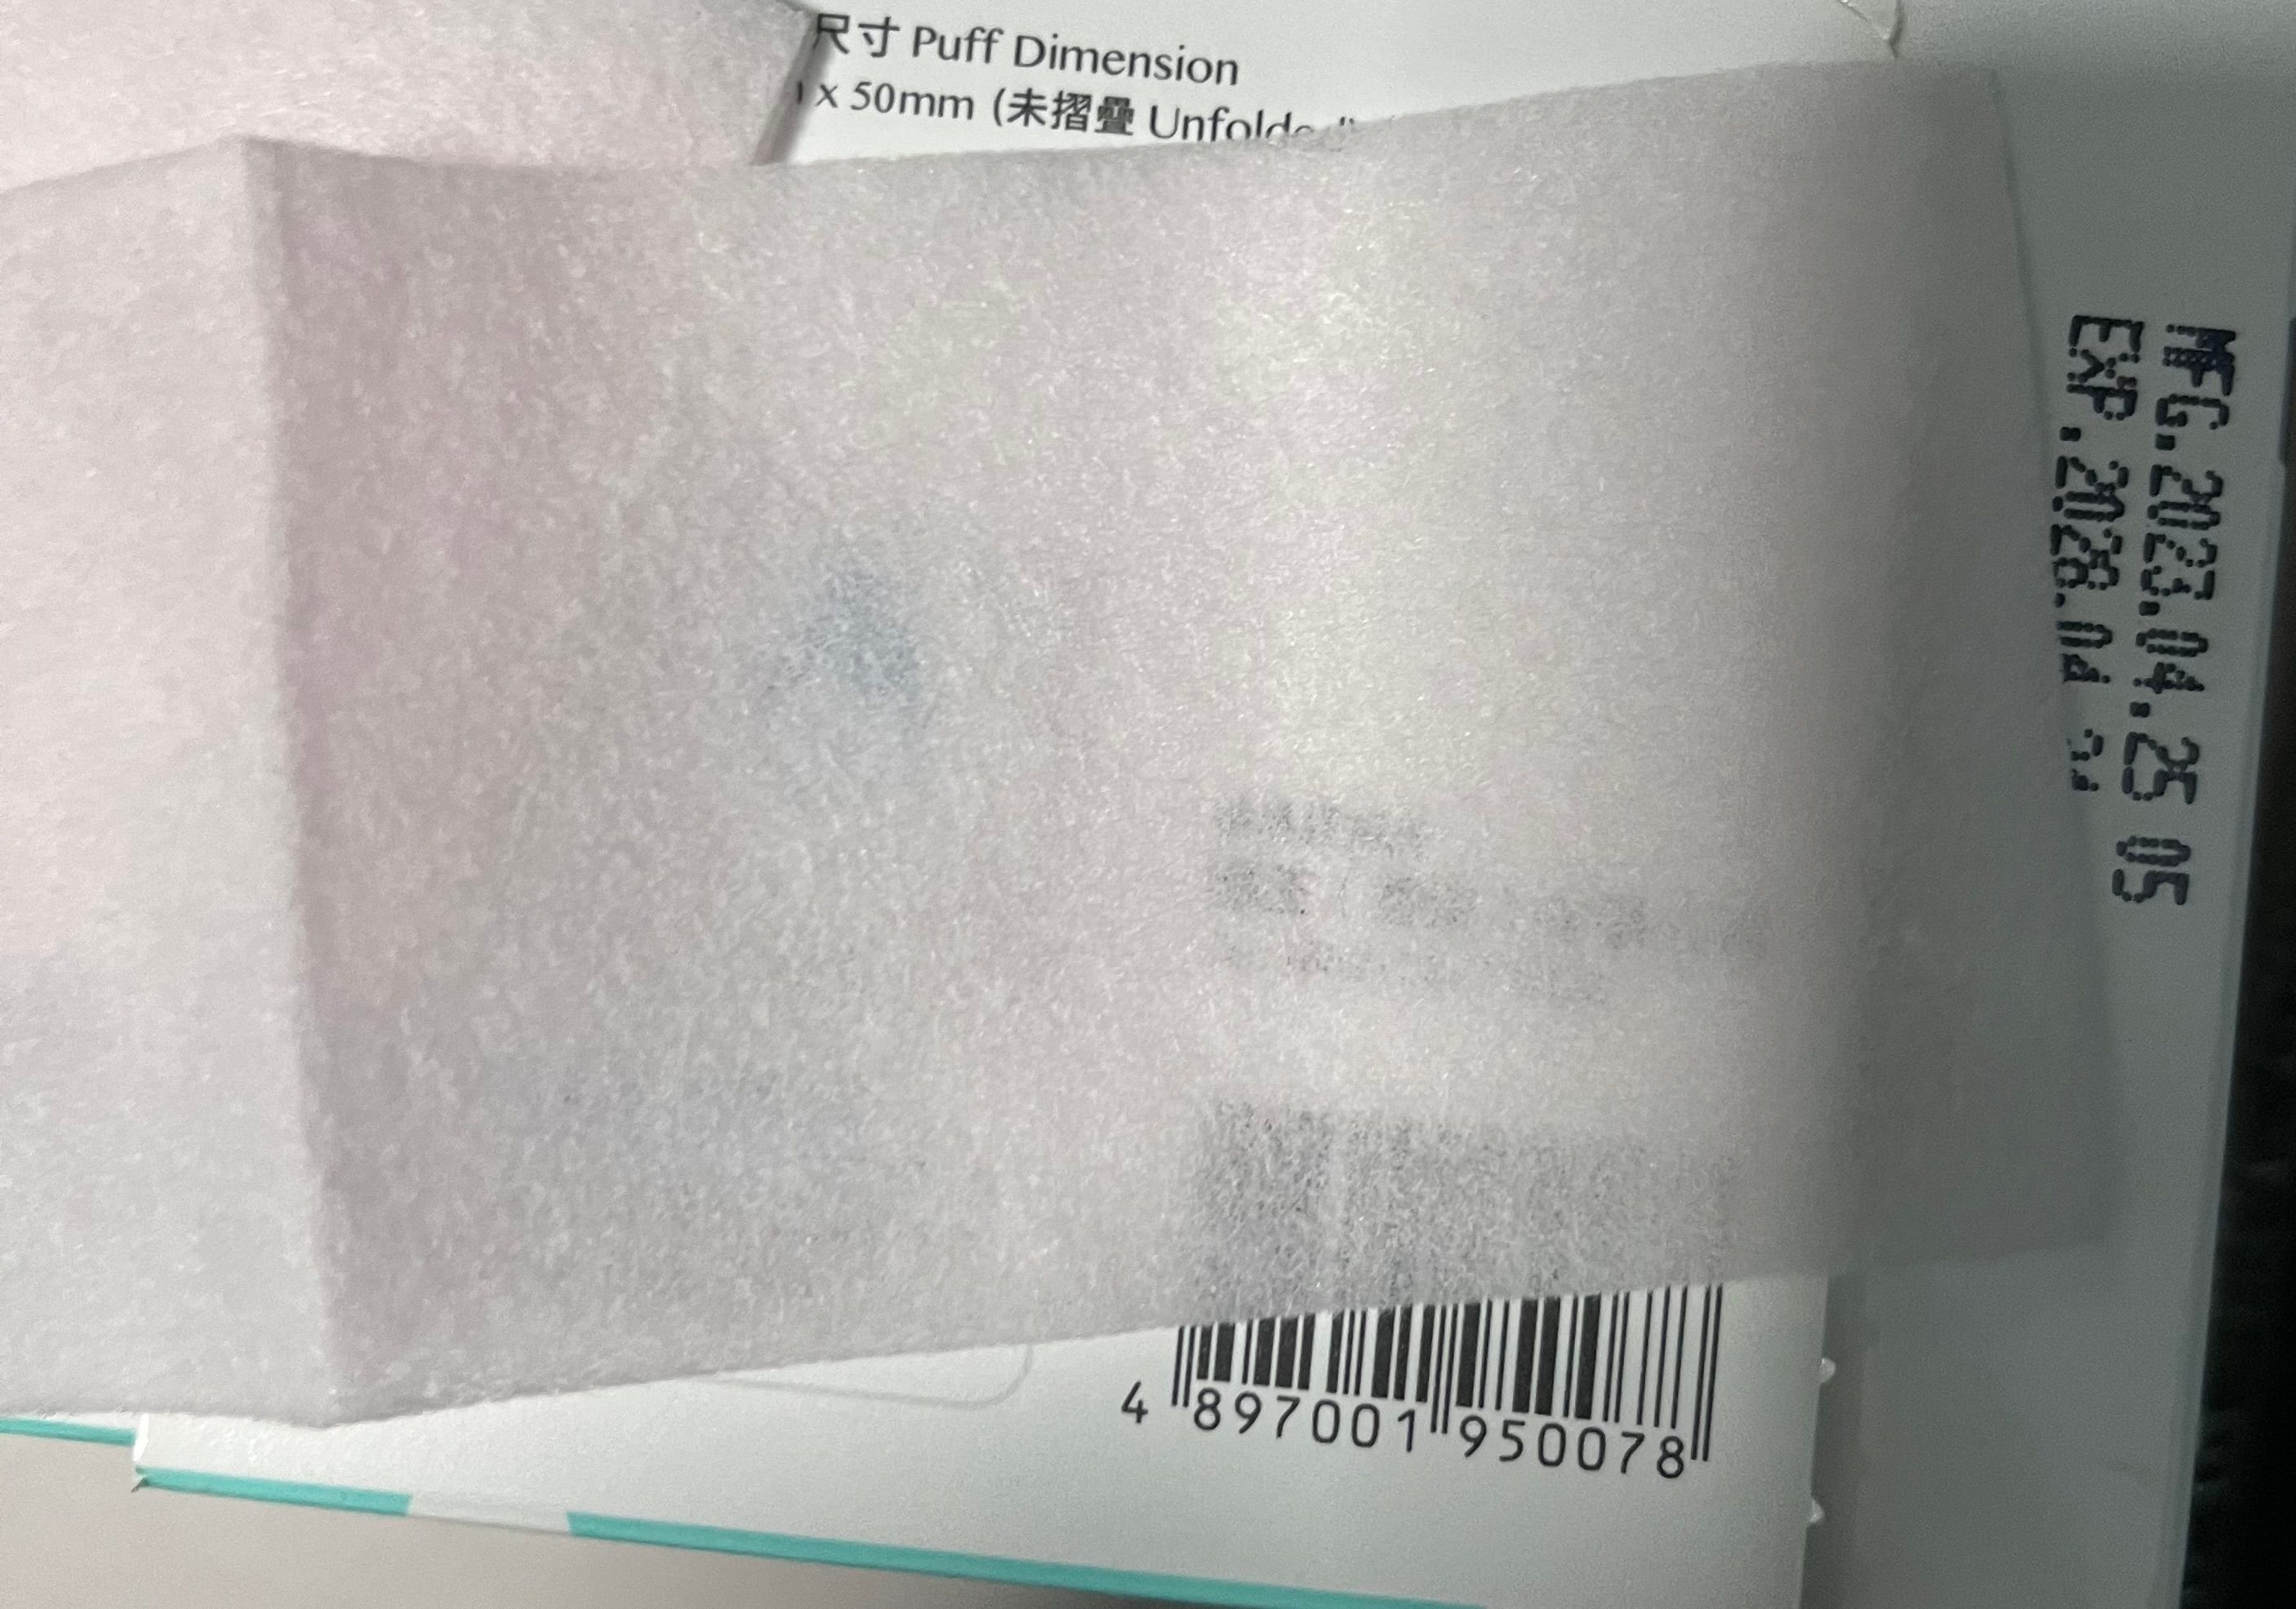 尺寸 Puff Dimension
x 50mm (未摺疊 Unfolded)
MFG.2023.04.25 05
EXP.2028.04
4 897001 950078